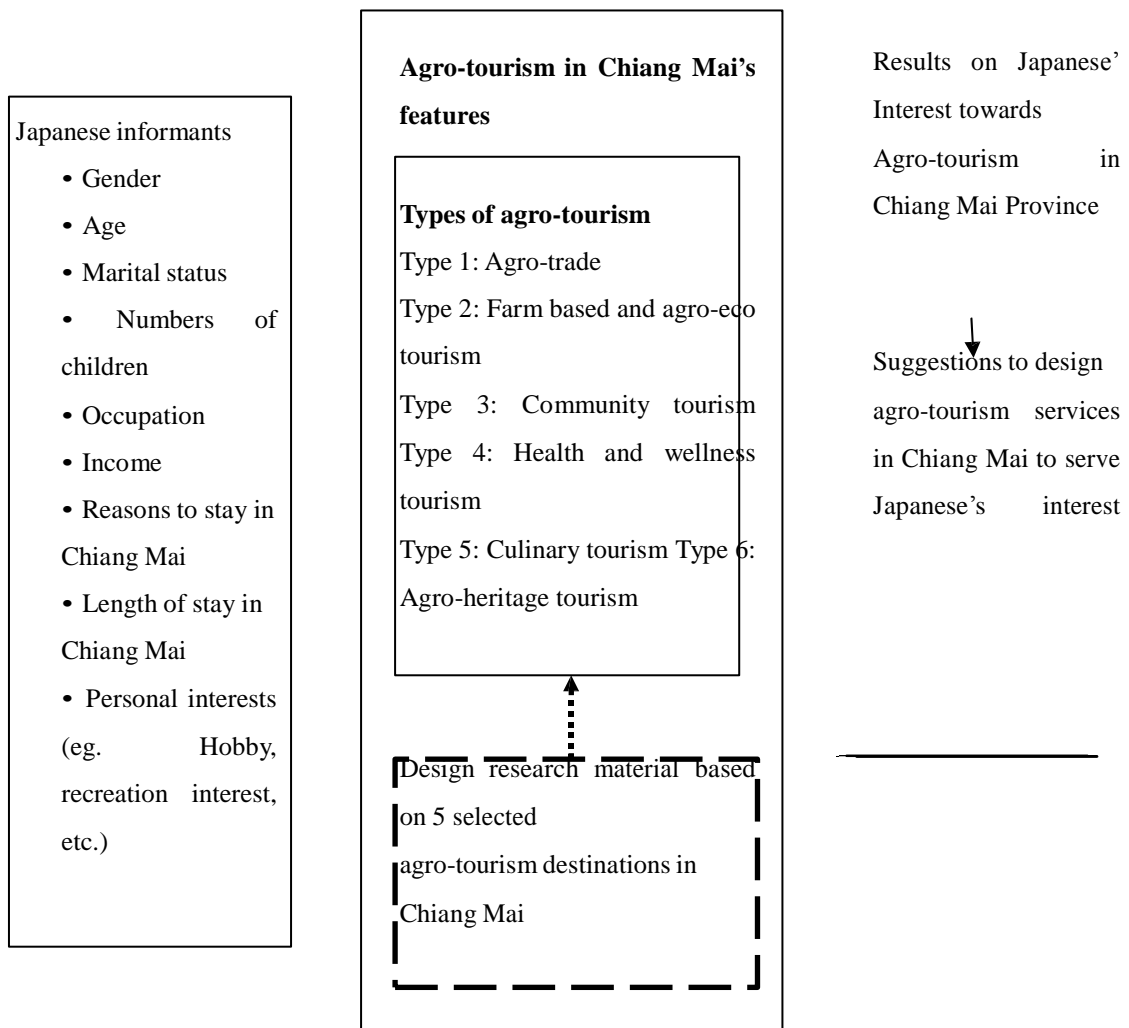 Japanese informants
• Gender
• Age
• Marital status
• Numbers of
children
• Occupation
• Income
• Reasons to stay in
Chiang Mai
• Length of stay in
Chiang Mai
• Personal interests
(eg. Hobby,
recreation interest,
etc.)
Agro-tourism in Chiang Mai's
features
Types of agro-tourism
Type 1: Agro-trade
Type 2: Farm based and agro-eco
tourism
Type 3: Community tourism
Type 4: Health and wellness
tourism
Type 5: Culinary tourism Type 6:
Agro-heritage tourism
Design research material based
on 5 selected
agro-tourism destinations in
Chiang Mai
Results on Japanese'
Interest towards
Agro-tourism in
Chiang Mai Province
Suggestions to design
agro-tourism services
in Chiang Mai to serve
Japanese's interest